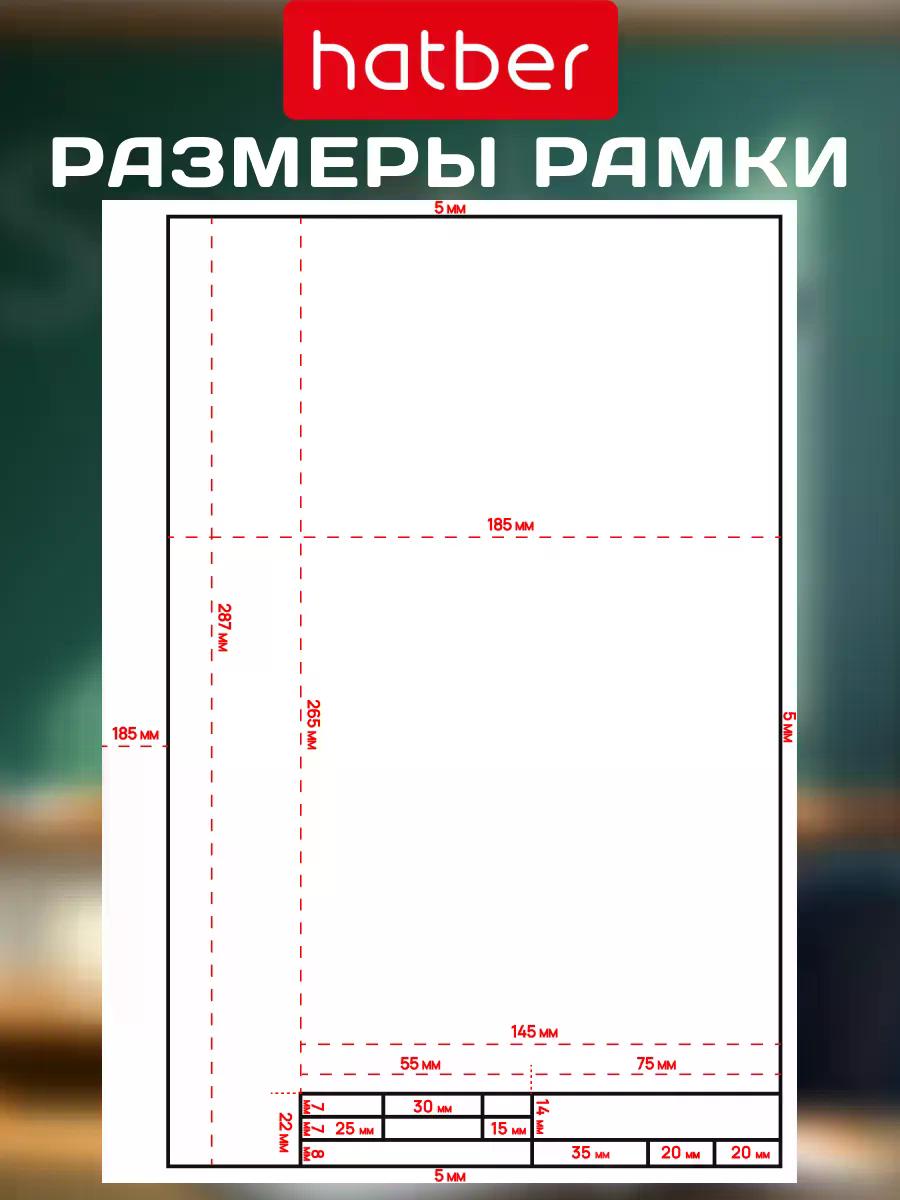 hatber
РАЗМЕРЫ РАМКИ
5 мм
185 мм
287 мм
265 мм
185 мм
5 мм
145 мм
55 мм
75 мм
7 мм
30 мм
14 мм
22 мм
7 мм
25 мм
15 мм
8 мм
35 мм
20 мм
20 мм
5 мм